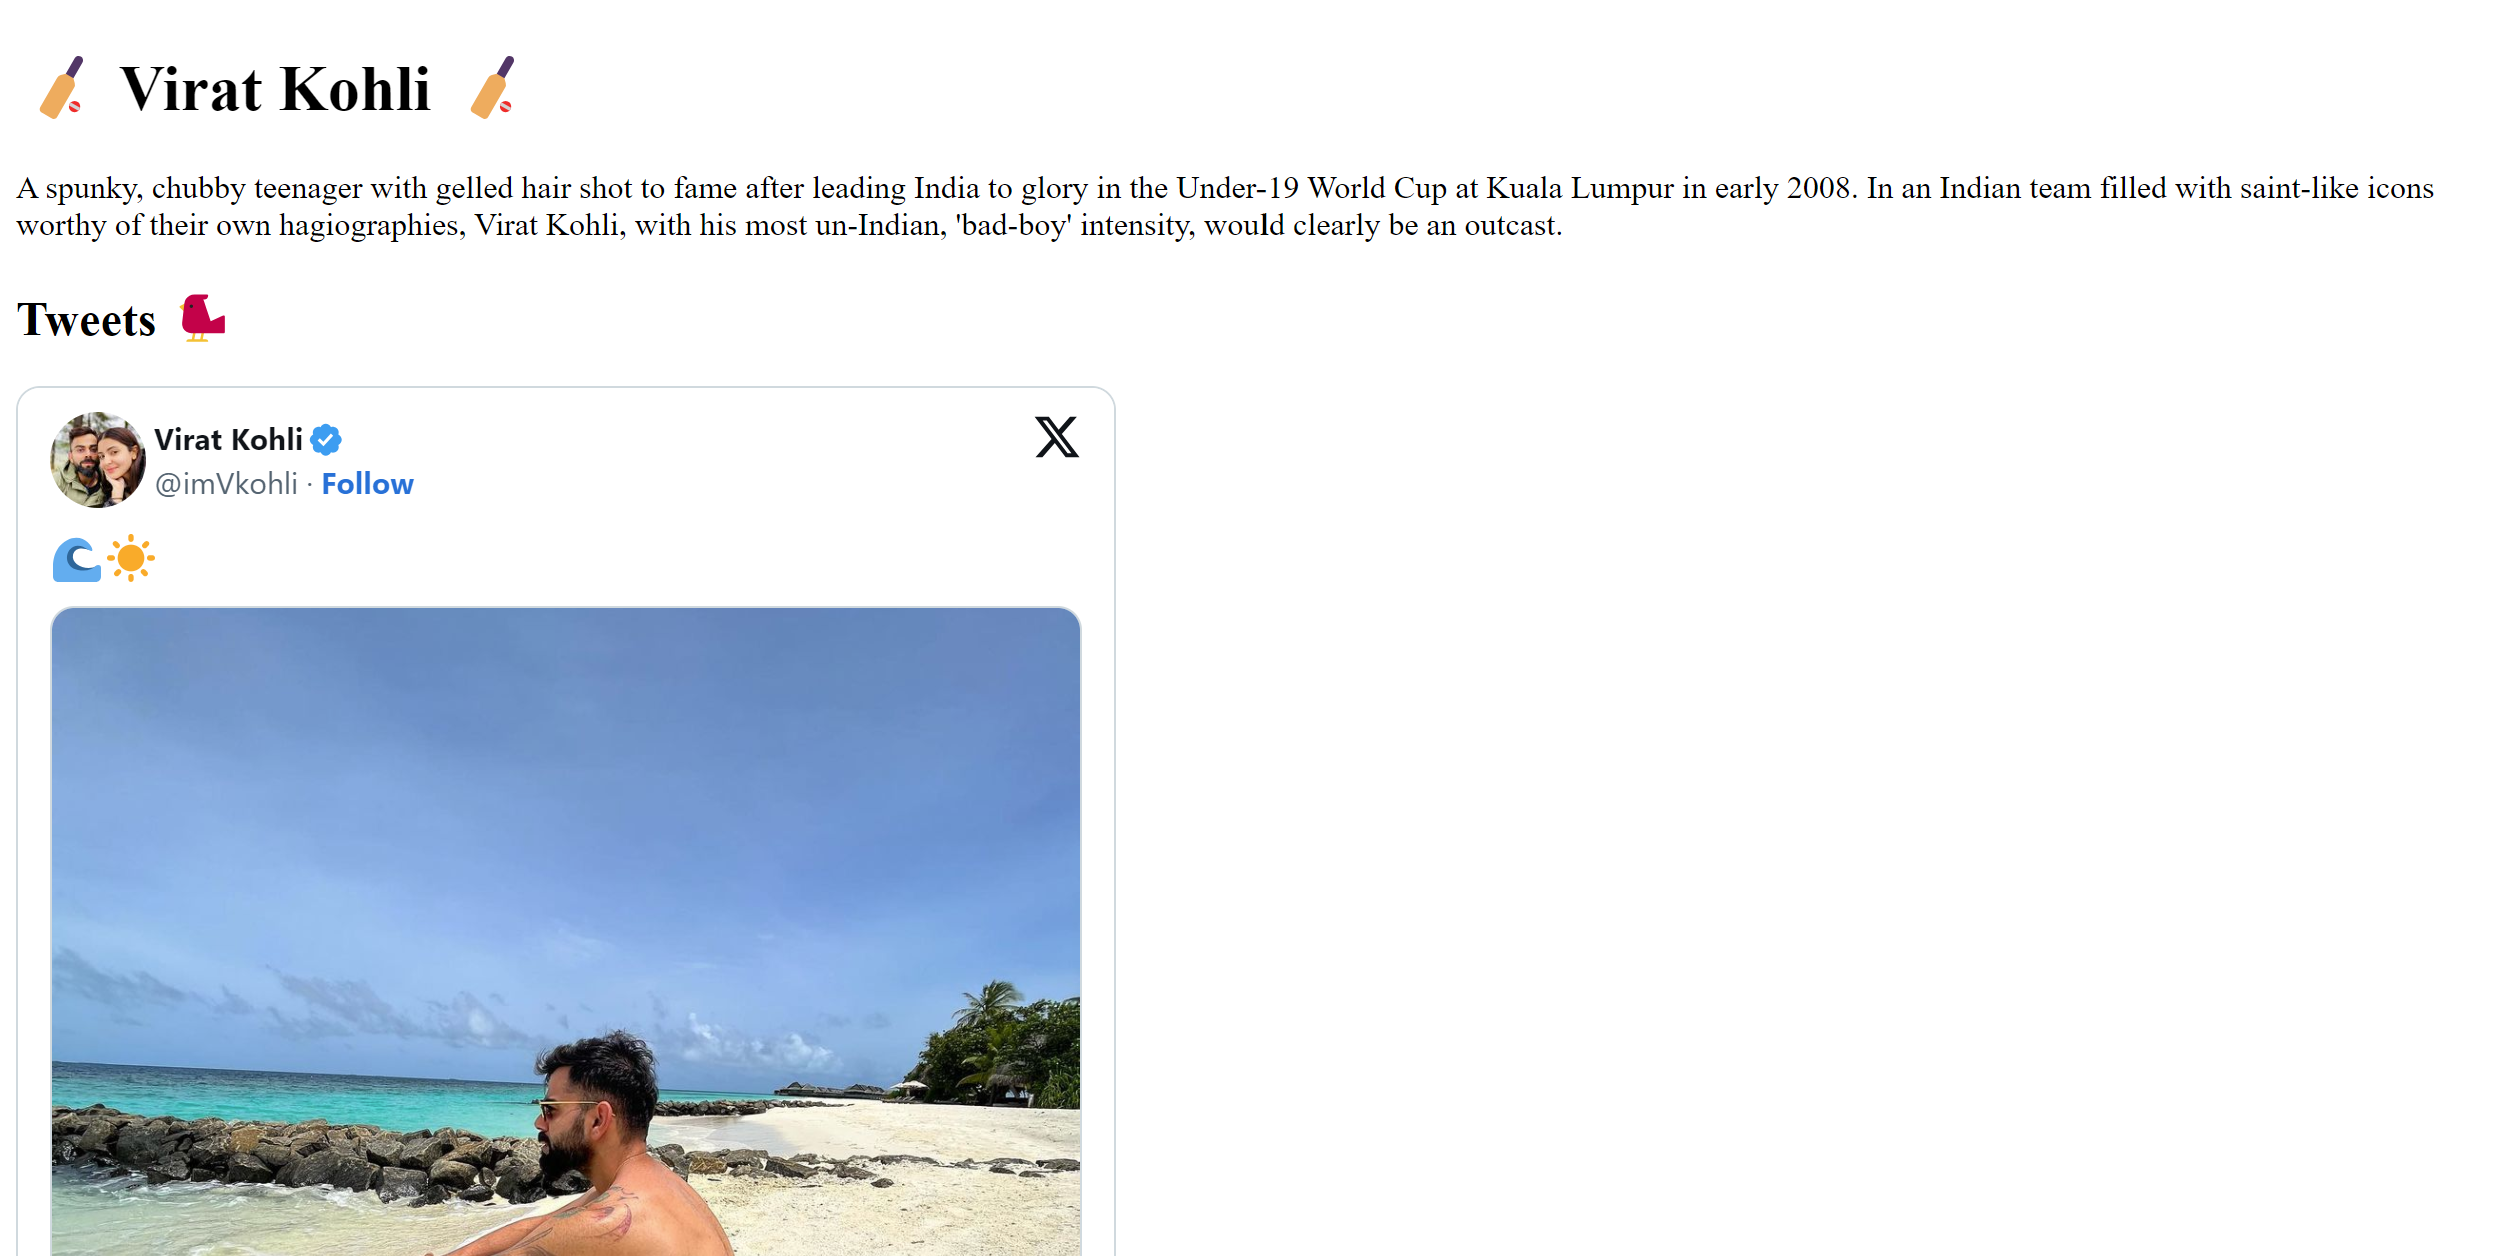 Virat Kohli
A spunky, chubby teenager with gelled hair shot to fame after leading India to glory in the Under-19 World Cup at Kuala Lumpur in early 2008. In an Indian team filled with saint-like icons
worthy of their own hagiographies, Virat Kohli, with his most un-Indian, 'bad-boy' intensity, would clearly be an outcast.
Tweets
Virat Kohli
@imVkohli · Follow